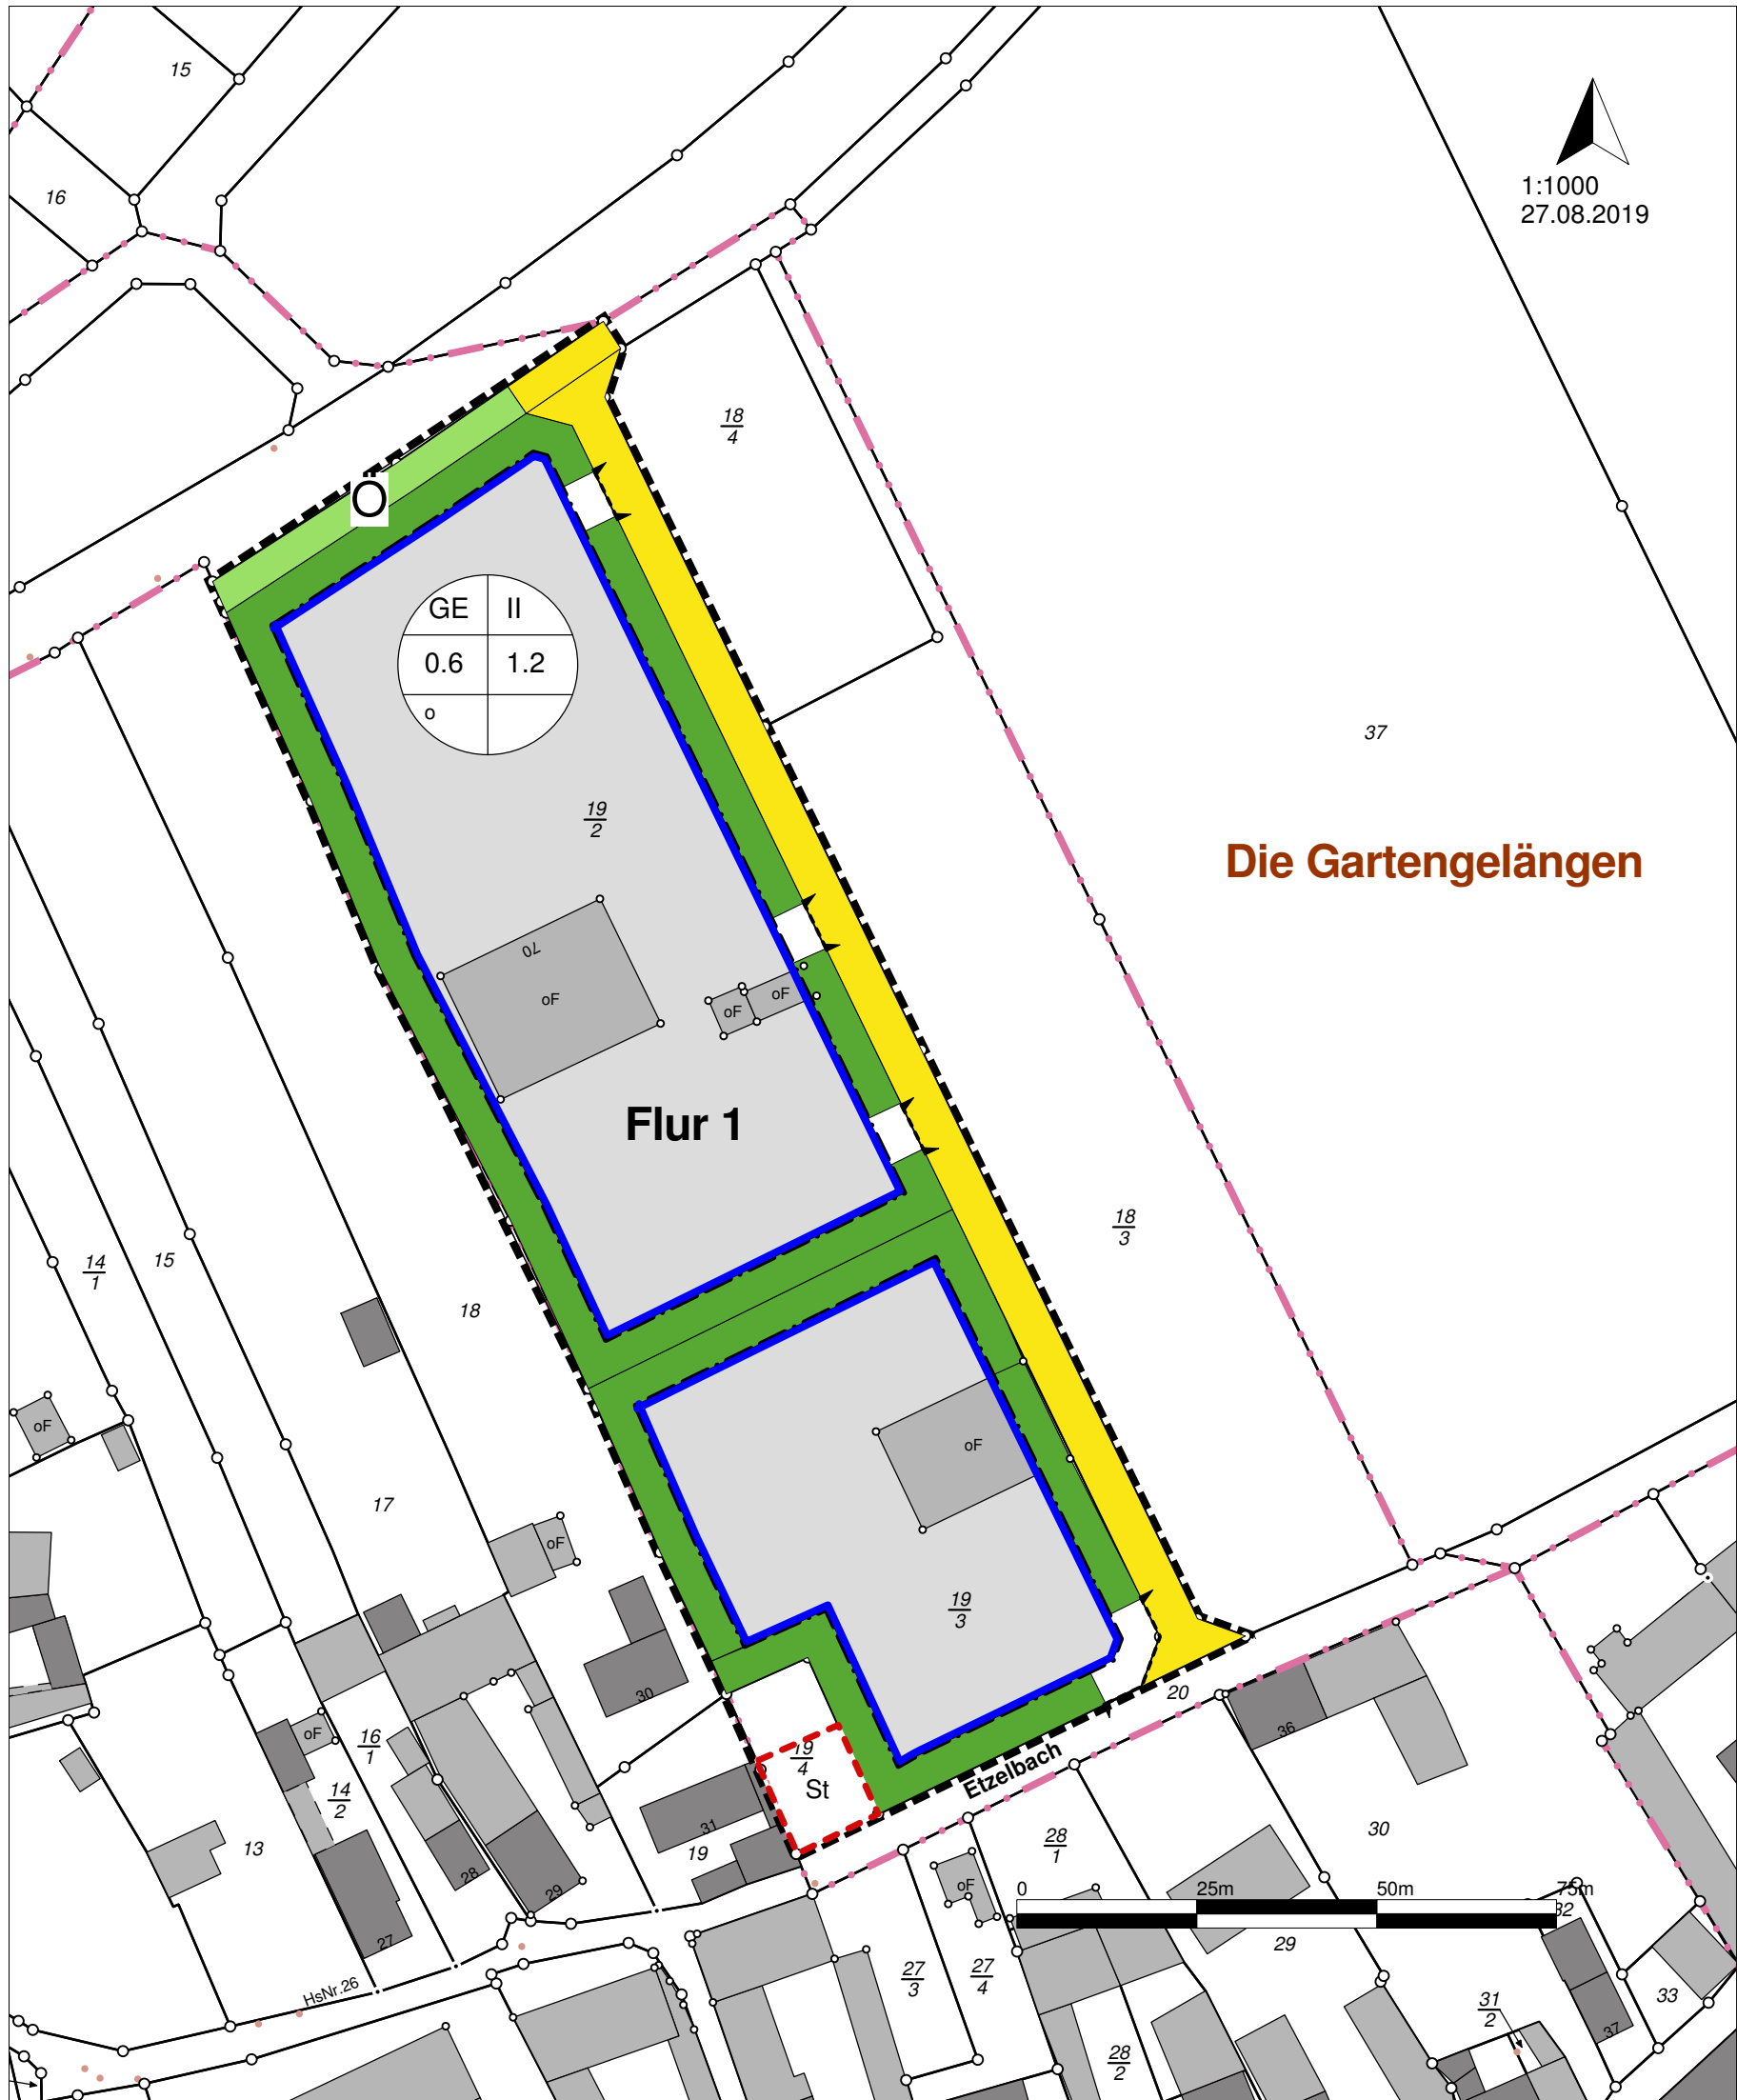 15
16
1:1000
27.08.2019
18
4
Ö
GE II
0.6 1.2
o
37
19
2
Die Gartengelängen
70
oF
oF
oF
Flur 1
18
3
14
1
15
18
oF
oF
17
oF
19
3
30
20
36
16
1
oF
19
4
St
Etzelbach
14
2
31
19
13
28
29
27
28
1
30
oF
0 25m 50m 75m
32
29
HsNr.26
27
3
27
4
31
2
33
37
28
2